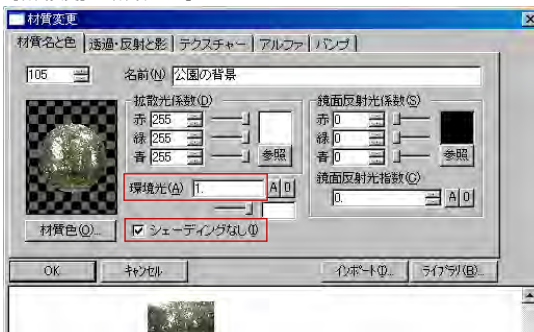 材質変更
材質名と色 透過・反射と影 テクスチャー アルファ バンプ
105 名前(N) 公園の背景
拡散光係数(D) 鏡面反射光係数(S)
赤 255 赤 0
緑 255 緑 0
青 255 参照 青 0 参照
環境光(A) 1. A D 鏡面反射光指数(C)
0. A D
材質色(O)... シェーディングなし(I)
OK キャンセル インポート(I)... ライブラリ(B)...